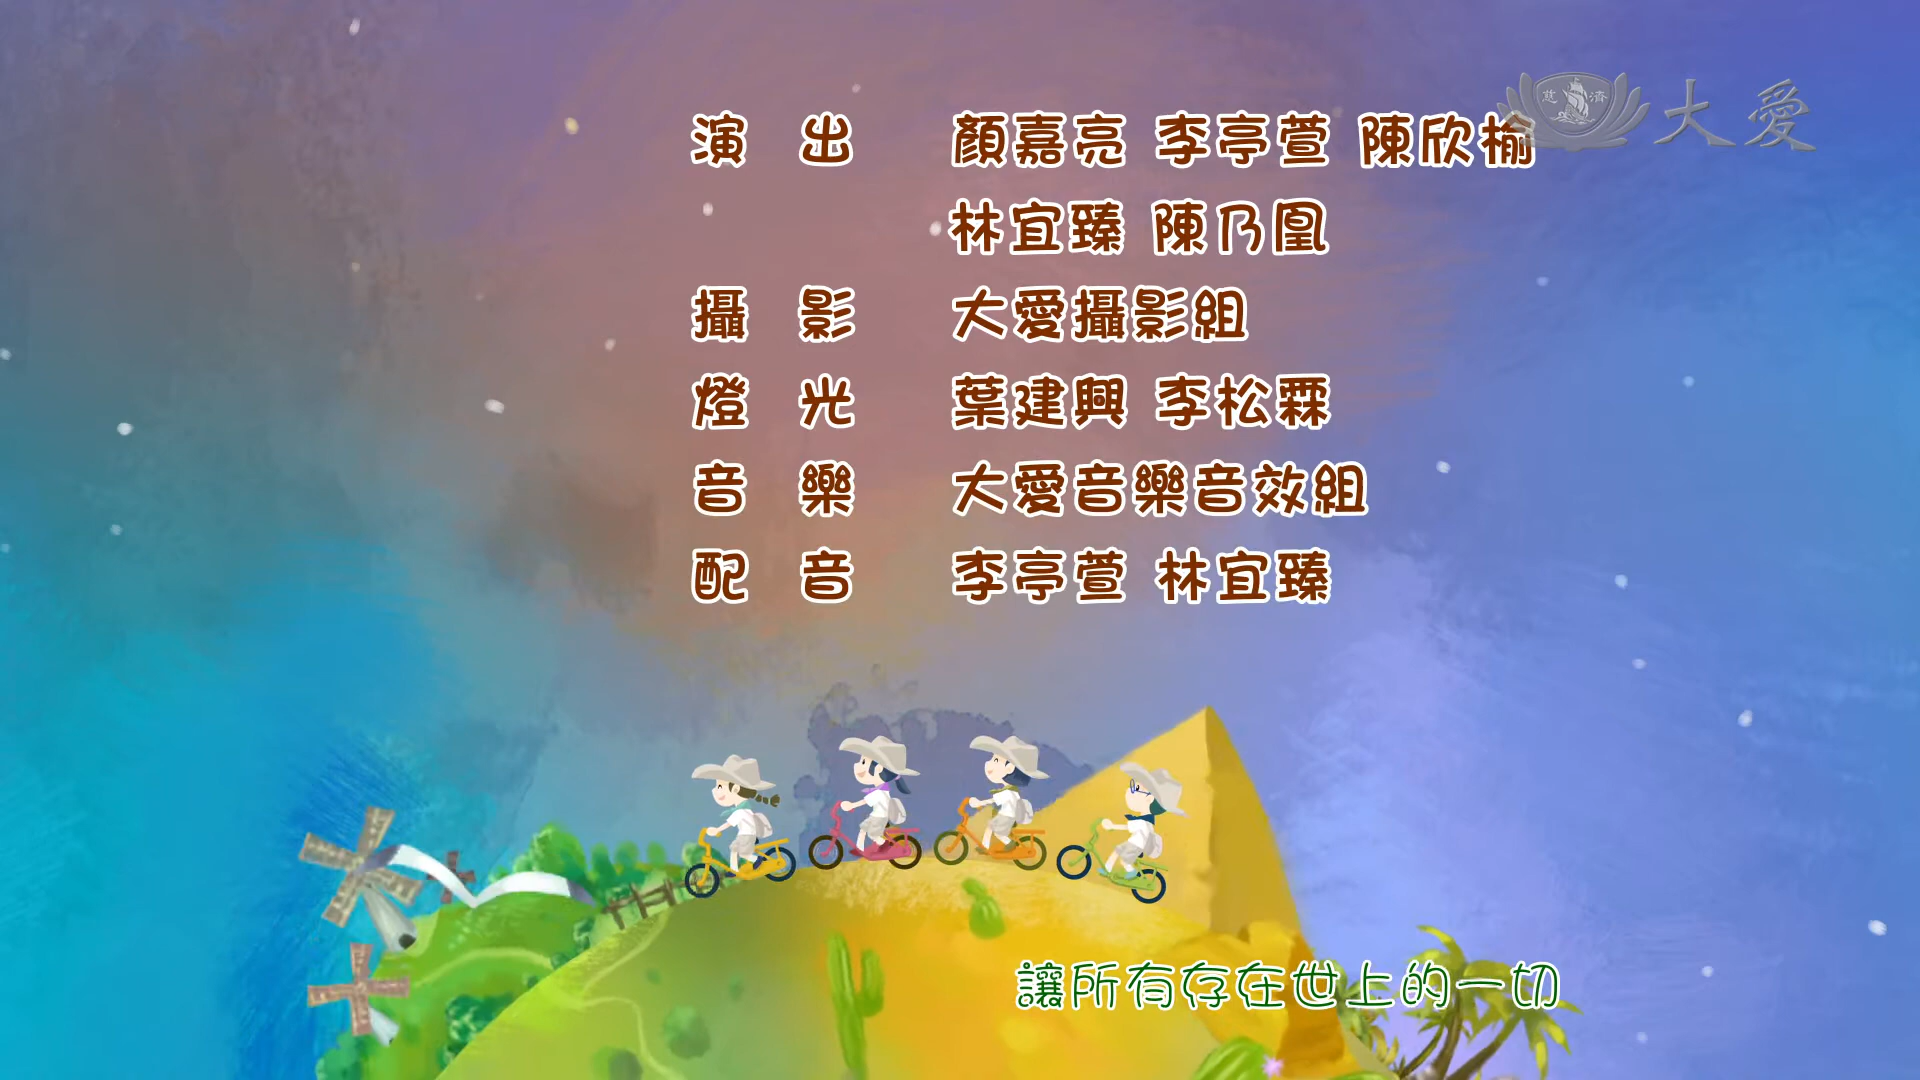 慈濟 大愛
演出 顏嘉亮 李亭萱 陳欣榆
林宜臻 陳乃凰
攝影 大愛攝影組
燈光 葉建興 李松霖
音樂 大愛音樂音效組
配音 李亭萱 林宜臻
讓所有存在世上的一切